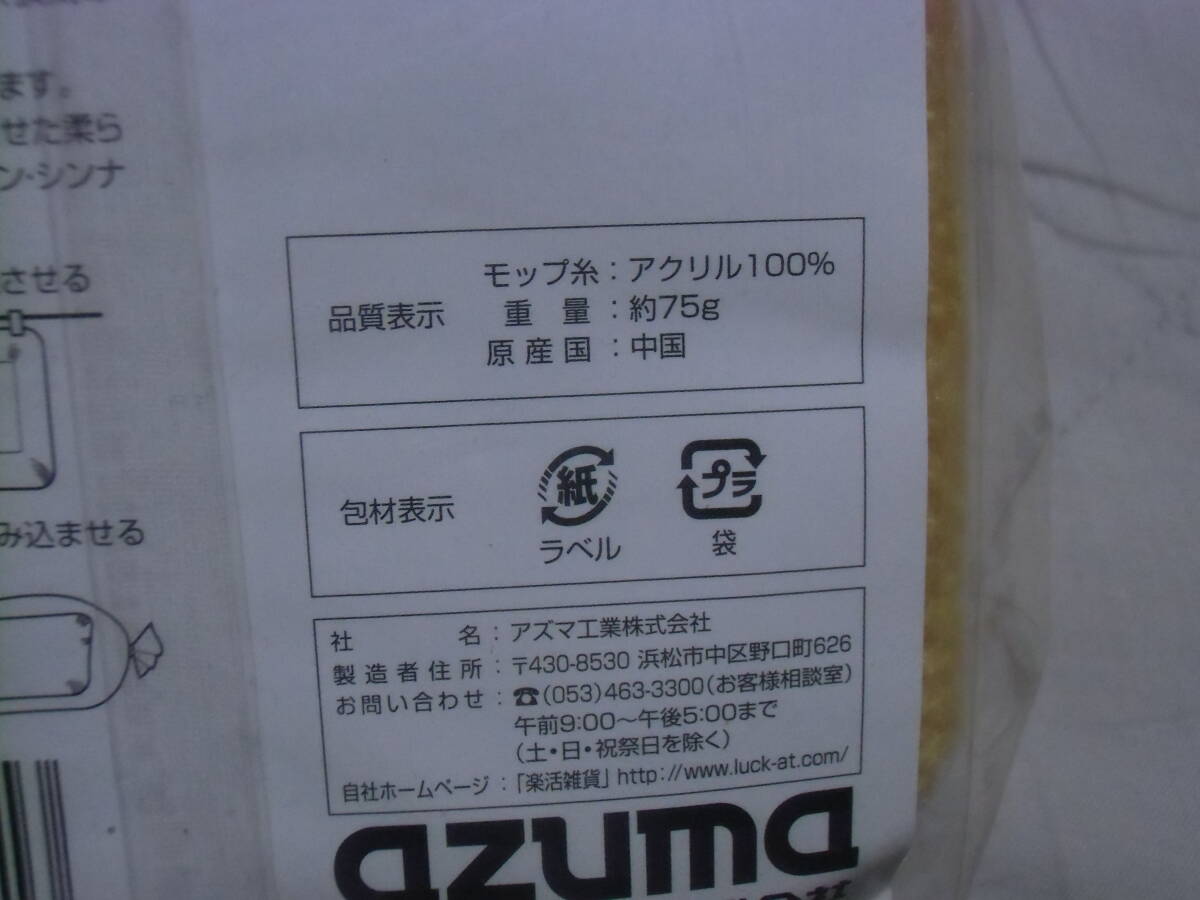 ます。
せた柔ら
ン・シンナ
させる
み込ませる
品質表示
モップ糸：アクリル100%
重量：約75g
原産国：中国
包材表示
紙
ラベル
プラ
袋
社名：アズマ工業株式会社
製造者住所：〒430-8530 浜松市中区野口町626
お問い合わせ：☎(053)463-3300(お客様相談室)
午前9:00〜午後5:00まで
(土・日・祝祭日を除く)
自社ホームページ：「楽活雑貨」http://www.luck-at.com/
azuma